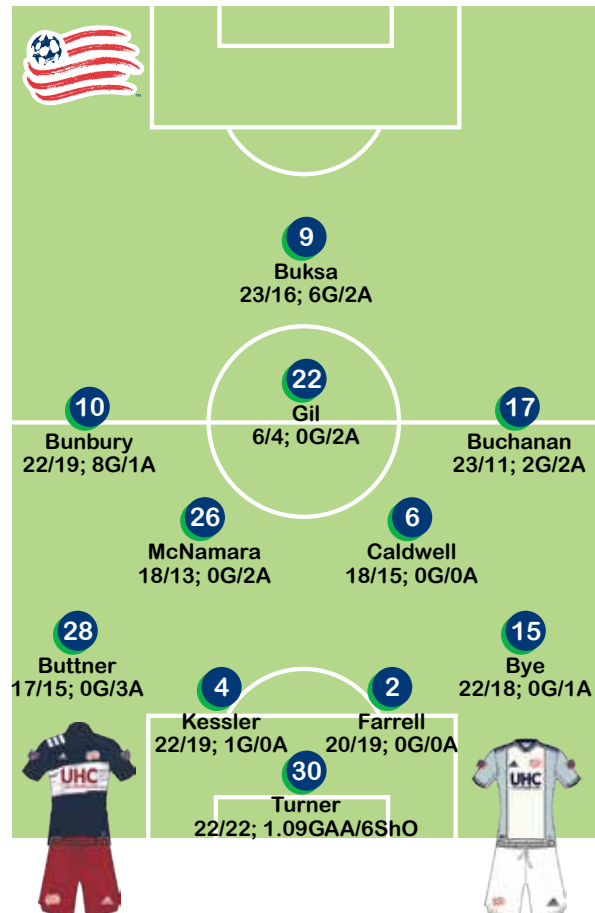 9
Buksa
23/16; 6G/2A
22
Gil
6/4; 0G/2A
10
Bunbury
22/19; 8G/1A
17
Buchanan
23/11; 2G/2A
26
McNamara
18/13; 0G/2A
6
Caldwell
18/15; 0G/0A
28
Buttner
17/15; 0G/3A
15
Bye
22/18; 0G/1A
4
Kessler
22/19; 1G/0A
2
Farrell
20/19; 0G/0A
30
Turner
22/22; 1.09GAA/6ShO
UHC
UHC